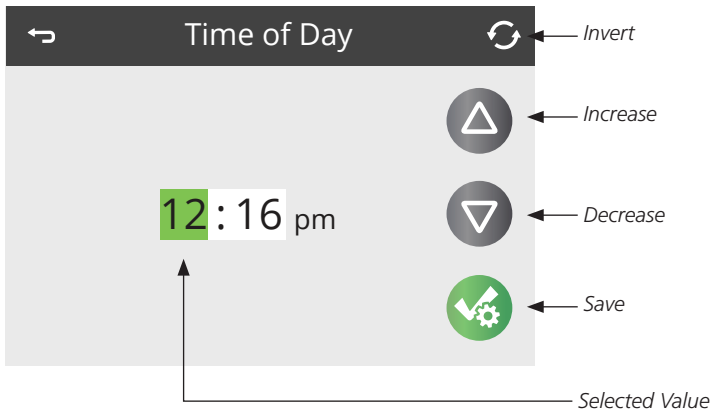 Time of Day
Invert
Increase
12 : 16 pm
Decrease
Save
Selected Value